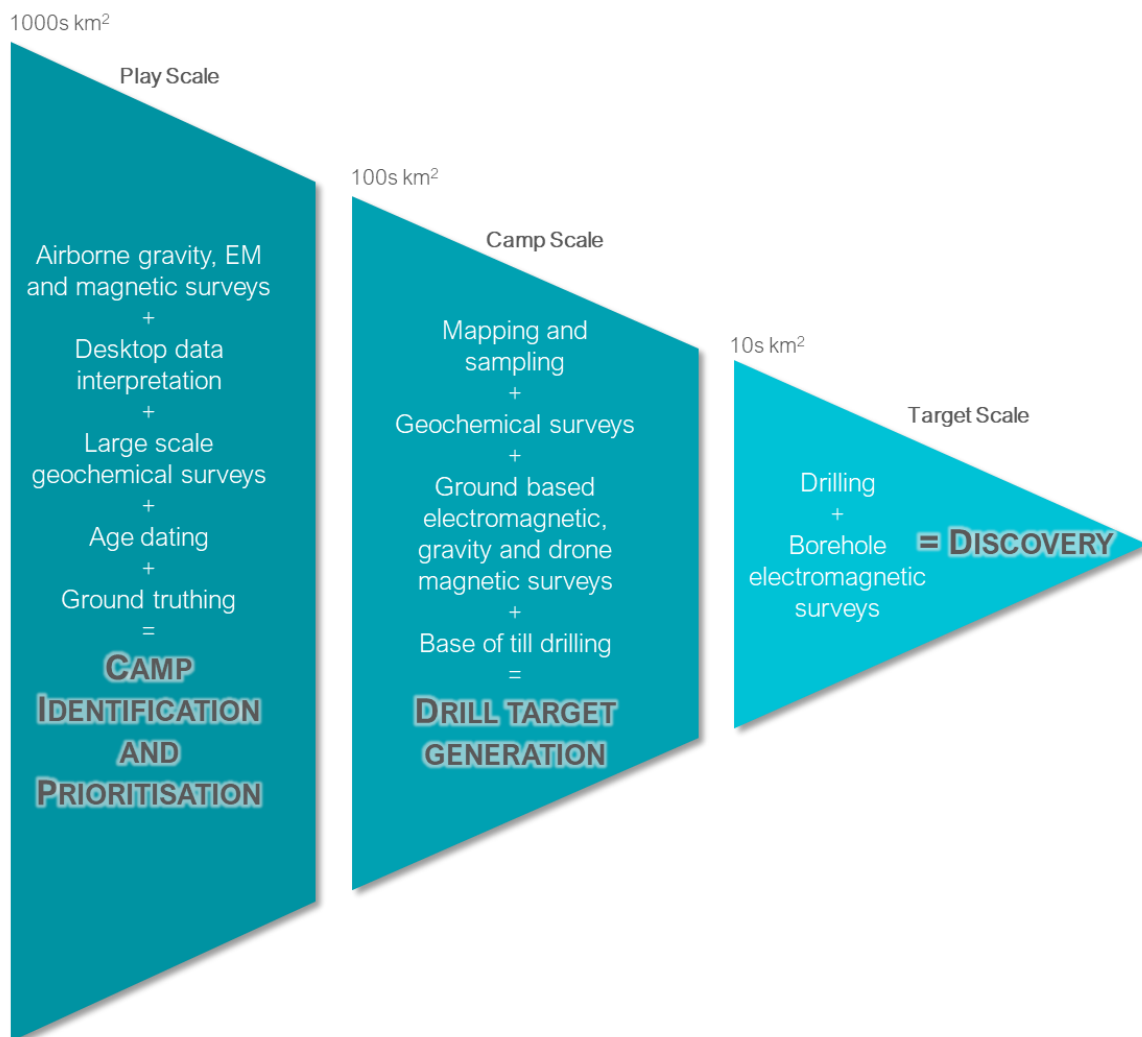 1000s km²
Play Scale
Airborne gravity, EM
and magnetic surveys
+
Desktop data
interpretation
+
Large scale
geochemical surveys
+
Age dating
+
Ground truthing
=
CAMP
IDENTIFICATION
AND
PRIORITISATION
100s km²
Camp Scale
Mapping and
sampling
+
Geochemical surveys
+
Ground based
electromagnetic,
gravity and drone
magnetic surveys
+
Base of till drilling
=
DRILL TARGET
GENERATION
10s km²
Target Scale
Drilling
+
Borehole
electromagnetic
surveys
= DISCOVERY